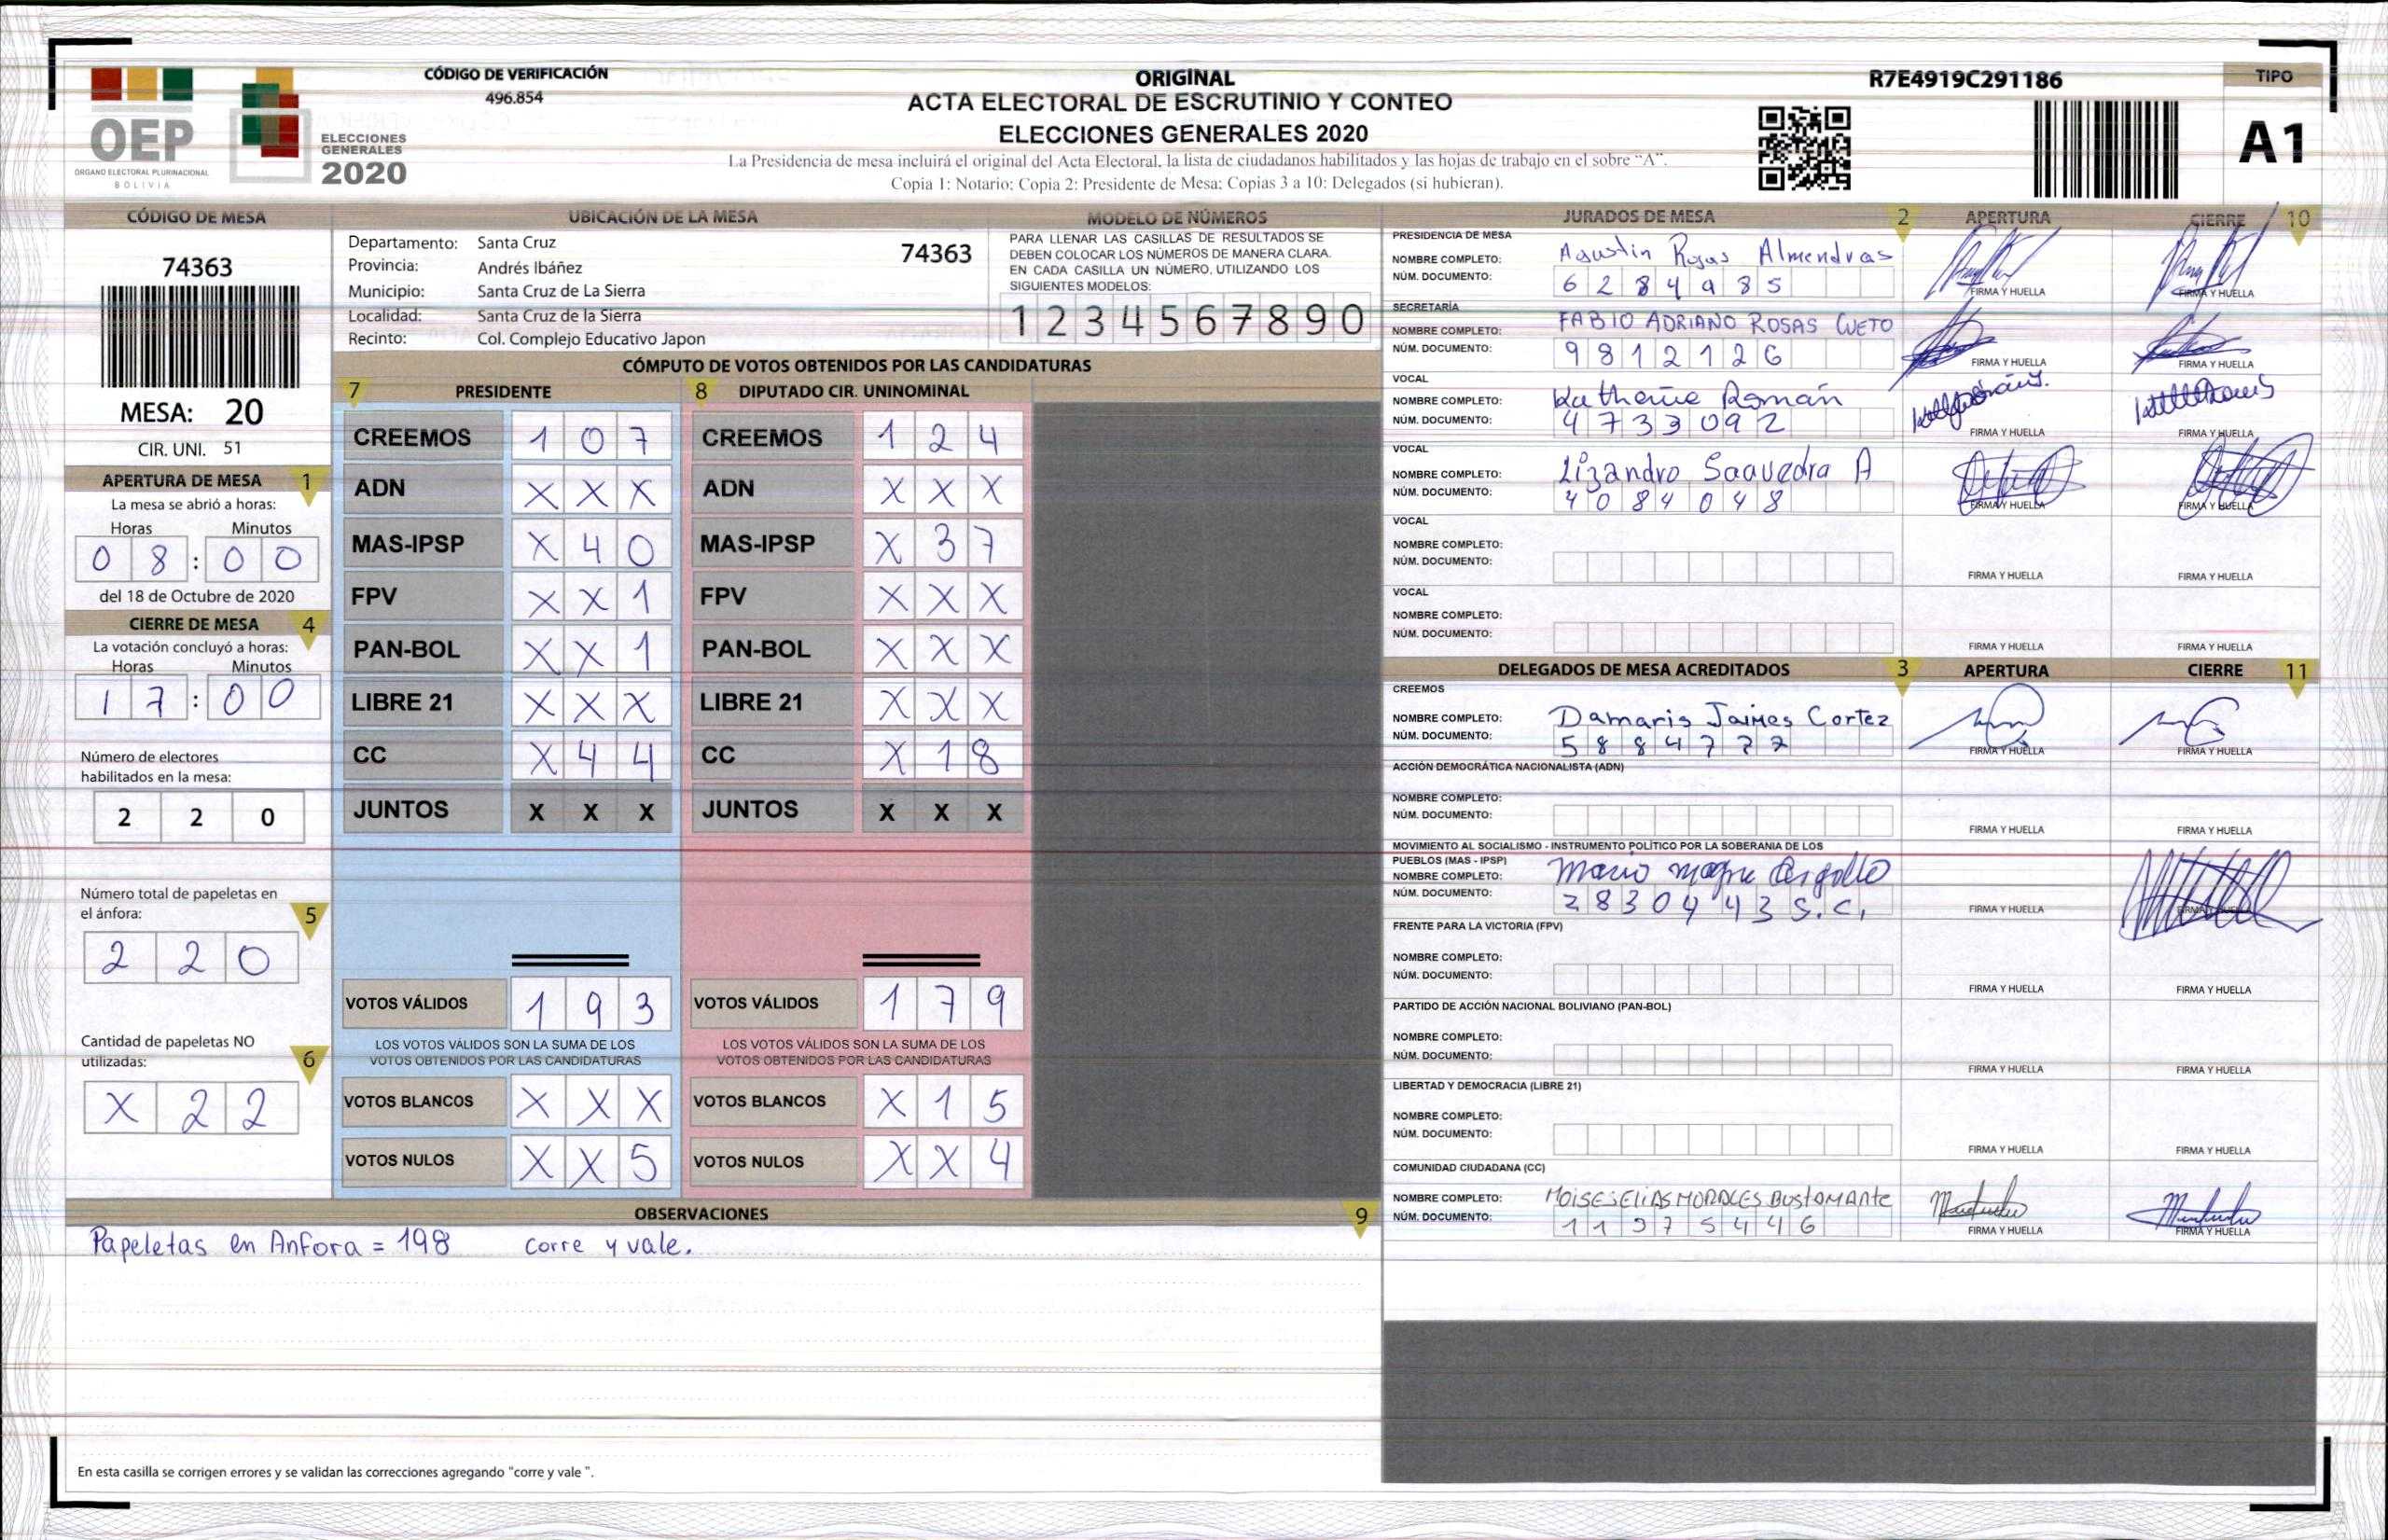 CÓDIGO DE VERIFICACIÓN
496.854
OEP
ÓRGANO ELECTORAL PLURINACIONAL
BOLIVIA
ELECCIONES
GENERALES
2020
ORIGINAL
ACTA ELECTORAL DE ESCRUTINIO Y CONTEO
ELECCIONES GENERALES 2020
La Presidencia de mesa incluirá el original del Acta Electoral, la lista de ciudadanos habilitados y las hojas de trabajo en el sobre "A".
Copia 1: Notario; Copia 2: Presidente de Mesa; Copias 3 a 10: Delegados (si hubieran).
R7E4919C291186
TIPO
A1
CÓDIGO DE MESA
74363
MESA: 20
CIR. UNI. 51
APERTURA DE MESA 1
La mesa se abrió a horas:
Horas Minutos
0 8 : 0 0
del 18 de Octubre de 2020
CIERRE DE MESA 4
La votación concluyó a horas:
Horas Minutos
1 7 : 0 0
Número de electores
habilitados en la mesa:
2 2 0
Número total de papeletas en
el ánfora: 5
2 2 0
Cantidad de papeletas NO
utilizadas: 6
X 2 2
UBICACIÓN DE LA MESA
Departamento: Santa Cruz 74363
Provincia: Andrés Ibáñez
Municipio: Santa Cruz de La Sierra
Localidad: Santa Cruz de la Sierra
Recinto: Col. Complejo Educativo Japon
MODELO DE NÚMEROS
PARA LLENAR LAS CASILLAS DE RESULTADOS SE
DEBEN COLOCAR LOS NÚMEROS DE MANERA CLARA.
EN CADA CASILLA UN NÚMERO, UTILIZANDO LOS
SIGUIENTES MODELOS:
1 2 3 4 5 6 7 8 9 0
CÓMPUTO DE VOTOS OBTENIDOS POR LAS CANDIDATURAS
7 PRESIDENTE 8 DIPUTADO CIR. UNINOMINAL
CREEMOS 1 0 7 CREEMOS 1 2 4
ADN X X X ADN X X X
MAS-IPSP X 4 0 MAS-IPSP X 3 7
FPV X X 1 FPV X X X
PAN-BOL X X 1 PAN-BOL X X X
LIBRE 21 X X X LIBRE 21 X X X
CC X 4 4 CC X 1 8
JUNTOS X X X JUNTOS X X X
VOTOS VÁLIDOS 1 9 3 VOTOS VÁLIDOS 1 7 9
LOS VOTOS VÁLIDOS SON LA SUMA DE LOS LOS VOTOS VÁLIDOS SON LA SUMA DE LOS
VOTOS OBTENIDOS POR LAS CANDIDATURAS VOTOS OBTENIDOS POR LAS CANDIDATURAS
VOTOS BLANCOS X X X VOTOS BLANCOS X 1 5
VOTOS NULOS X X 5 VOTOS NULOS X X 4
OBSERVACIONES 9
Papeletas en Anfora = 198 corre y vale.
En esta casilla se corrigen errores y se validan las correcciones agregando "corre y vale ".
JURADOS DE MESA 2 APERTURA CIERRE 10
PRESIDENCIA DE MESA
NOMBRE COMPLETO: Agustin Rojas Almendras
NÚM. DOCUMENTO: 6 2 8 4 9 8 5
FIRMA Y HUELLA FIRMA Y HUELLA
SECRETARÍA
NOMBRE COMPLETO: FABIO ADRIANO ROSAS CUETO
NÚM. DOCUMENTO: 9 8 1 2 1 2 6
FIRMA Y HUELLA FIRMA Y HUELLA
VOCAL
NOMBRE COMPLETO: Katherine Román
NÚM. DOCUMENTO: 4 7 3 3 0 9 2
FIRMA Y HUELLA FIRMA Y HUELLA
VOCAL
NOMBRE COMPLETO: Lizandro Saavedra A
NÚM. DOCUMENTO: 4 0 8 4 0 4 8
FIRMA Y HUELLA FIRMA Y HUELLA
VOCAL
NOMBRE COMPLETO:
NÚM. DOCUMENTO:
FIRMA Y HUELLA FIRMA Y HUELLA
VOCAL
NOMBRE COMPLETO:
NÚM. DOCUMENTO:
FIRMA Y HUELLA FIRMA Y HUELLA
DELEGADOS DE MESA ACREDITADOS 3 APERTURA CIERRE 11
CREEMOS
NOMBRE COMPLETO: Damaris Jaimes Cortez
NÚM. DOCUMENTO: 5 8 8 4 7 7 7
FIRMA Y HUELLA FIRMA Y HUELLA
ACCIÓN DEMOCRÁTICA NACIONALISTA (ADN)
NOMBRE COMPLETO:
NÚM. DOCUMENTO:
FIRMA Y HUELLA FIRMA Y HUELLA
MOVIMIENTO AL SOCIALISMO - INSTRUMENTO POLÍTICO POR LA SOBERANIA DE LOS
PUEBLOS (MAS - IPSP)
NOMBRE COMPLETO: Mario
NÚM. DOCUMENTO: 2 8 3 0 4 4 3 S.C.
FIRMA Y HUELLA
FRENTE PARA LA VICTORIA (FPV)
NOMBRE COMPLETO:
NÚM. DOCUMENTO:
FIRMA Y HUELLA FIRMA Y HUELLA
PARTIDO DE ACCIÓN NACIONAL BOLIVIANO (PAN-BOL)
NOMBRE COMPLETO:
NÚM. DOCUMENTO:
FIRMA Y HUELLA FIRMA Y HUELLA
LIBERTAD Y DEMOCRACIA (LIBRE 21)
NOMBRE COMPLETO:
NÚM. DOCUMENTO:
FIRMA Y HUELLA FIRMA Y HUELLA
COMUNIDAD CIUDADANA (CC)
NOMBRE COMPLETO: MOISES ELIAS MORALES BUSTAMANTE
NÚM. DOCUMENTO: 1 1 3 7 5 4 4 6
FIRMA Y HUELLA FIRMA Y HUELLA